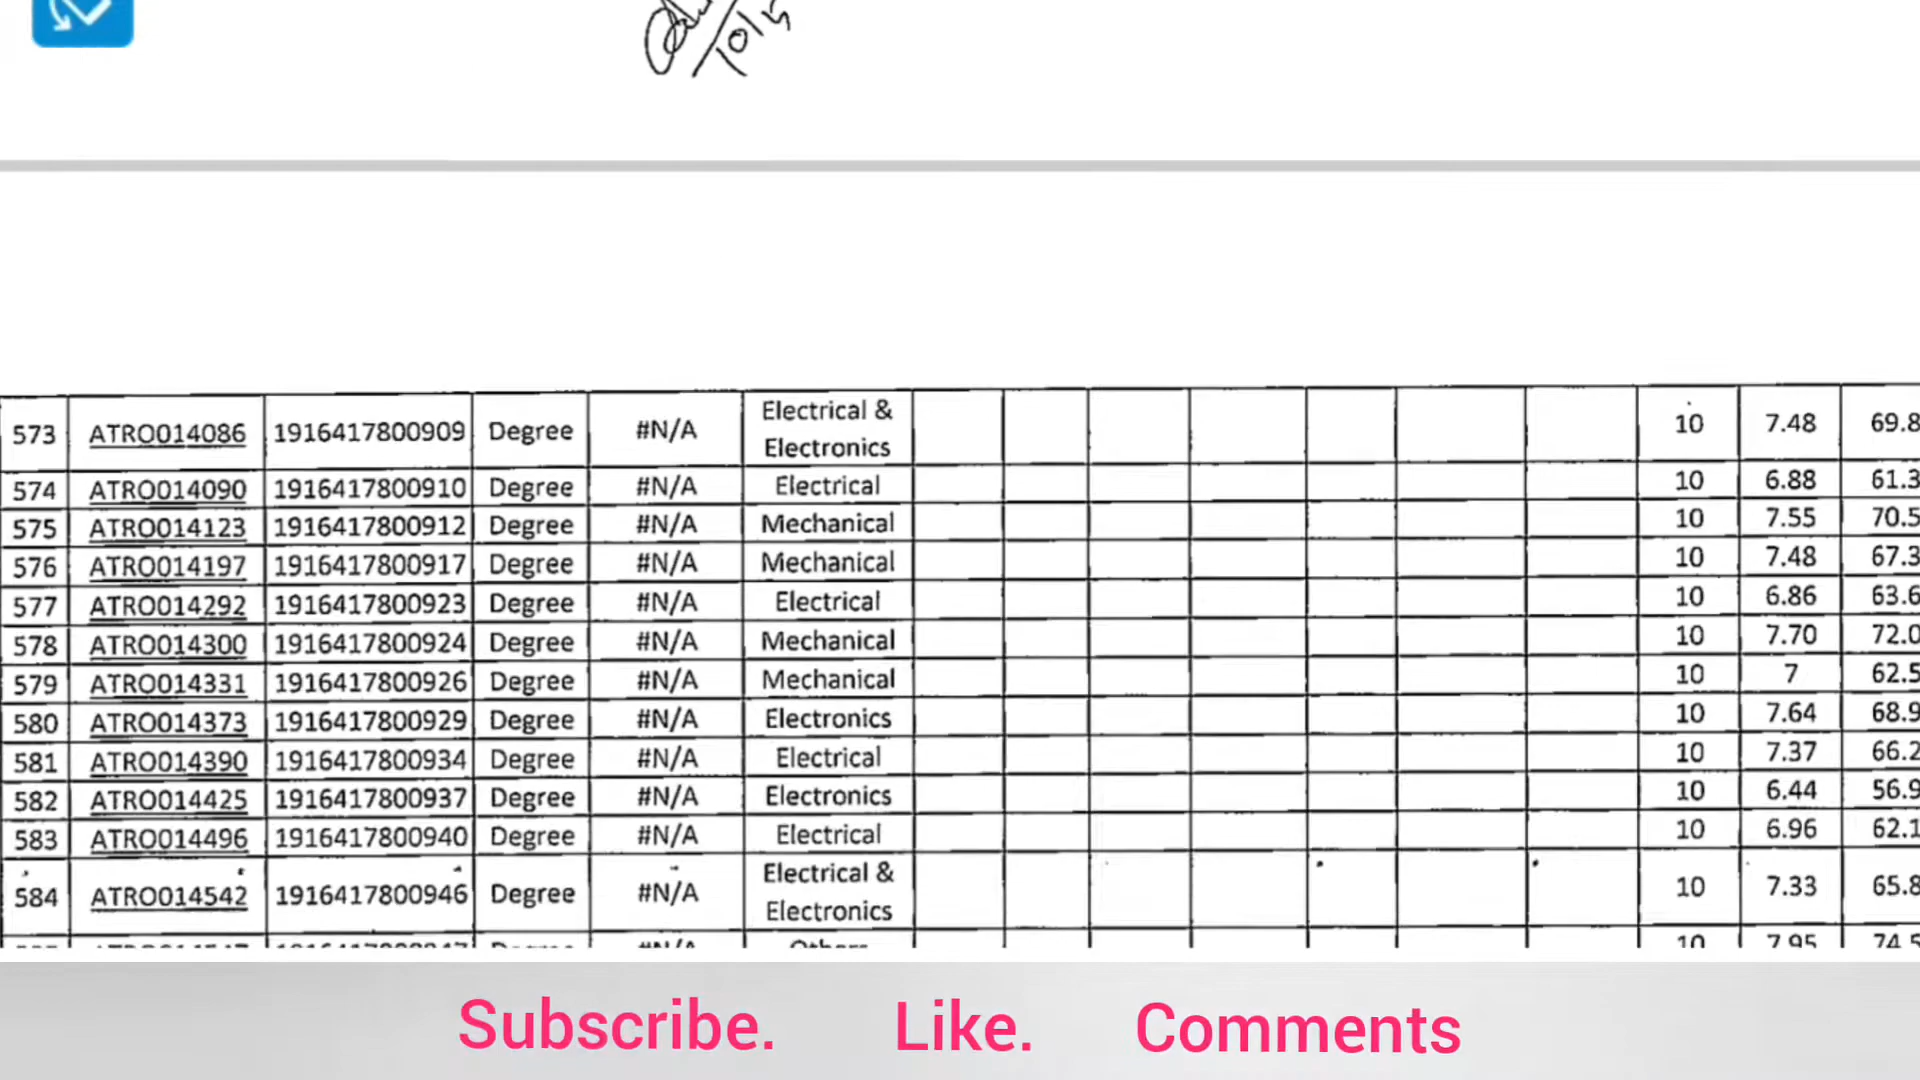 573 ATRO014086 1916417800909 Degree #N/A Electrical & Electronics 10 7.48 69.8
574 ATRO014090 1916417800910 Degree #N/A Electrical 10 6.88 61.3
575 ATRO014123 1916417800912 Degree #N/A Mechanical 10 7.55 70.5
576 ATRO014197 1916417800917 Degree #N/A Mechanical 10 7.48 67.3
577 ATRO014292 1916417800923 Degree #N/A Electrical 10 6.86 63.6
578 ATRO014300 1916417800924 Degree #N/A Mechanical 10 7.70 72.0
579 ATRO014331 1916417800926 Degree #N/A Mechanical 10 7 62.5
580 ATRO014373 1916417800929 Degree #N/A Electronics 10 7.64 68.9
581 ATRO014390 1916417800934 Degree #N/A Electrical 10 7.37 66.2
582 ATRO014425 1916417800937 Degree #N/A Electronics 10 6.44 56.9
583 ATRO014496 1916417800940 Degree #N/A Electrical 10 6.96 62.1
584 ATRO014542 1916417800946 Degree #N/A Electrical & Electronics 10 7.33 65.8
#N/A Others 10 7.95 74.5
Subscribe. Like. Comments